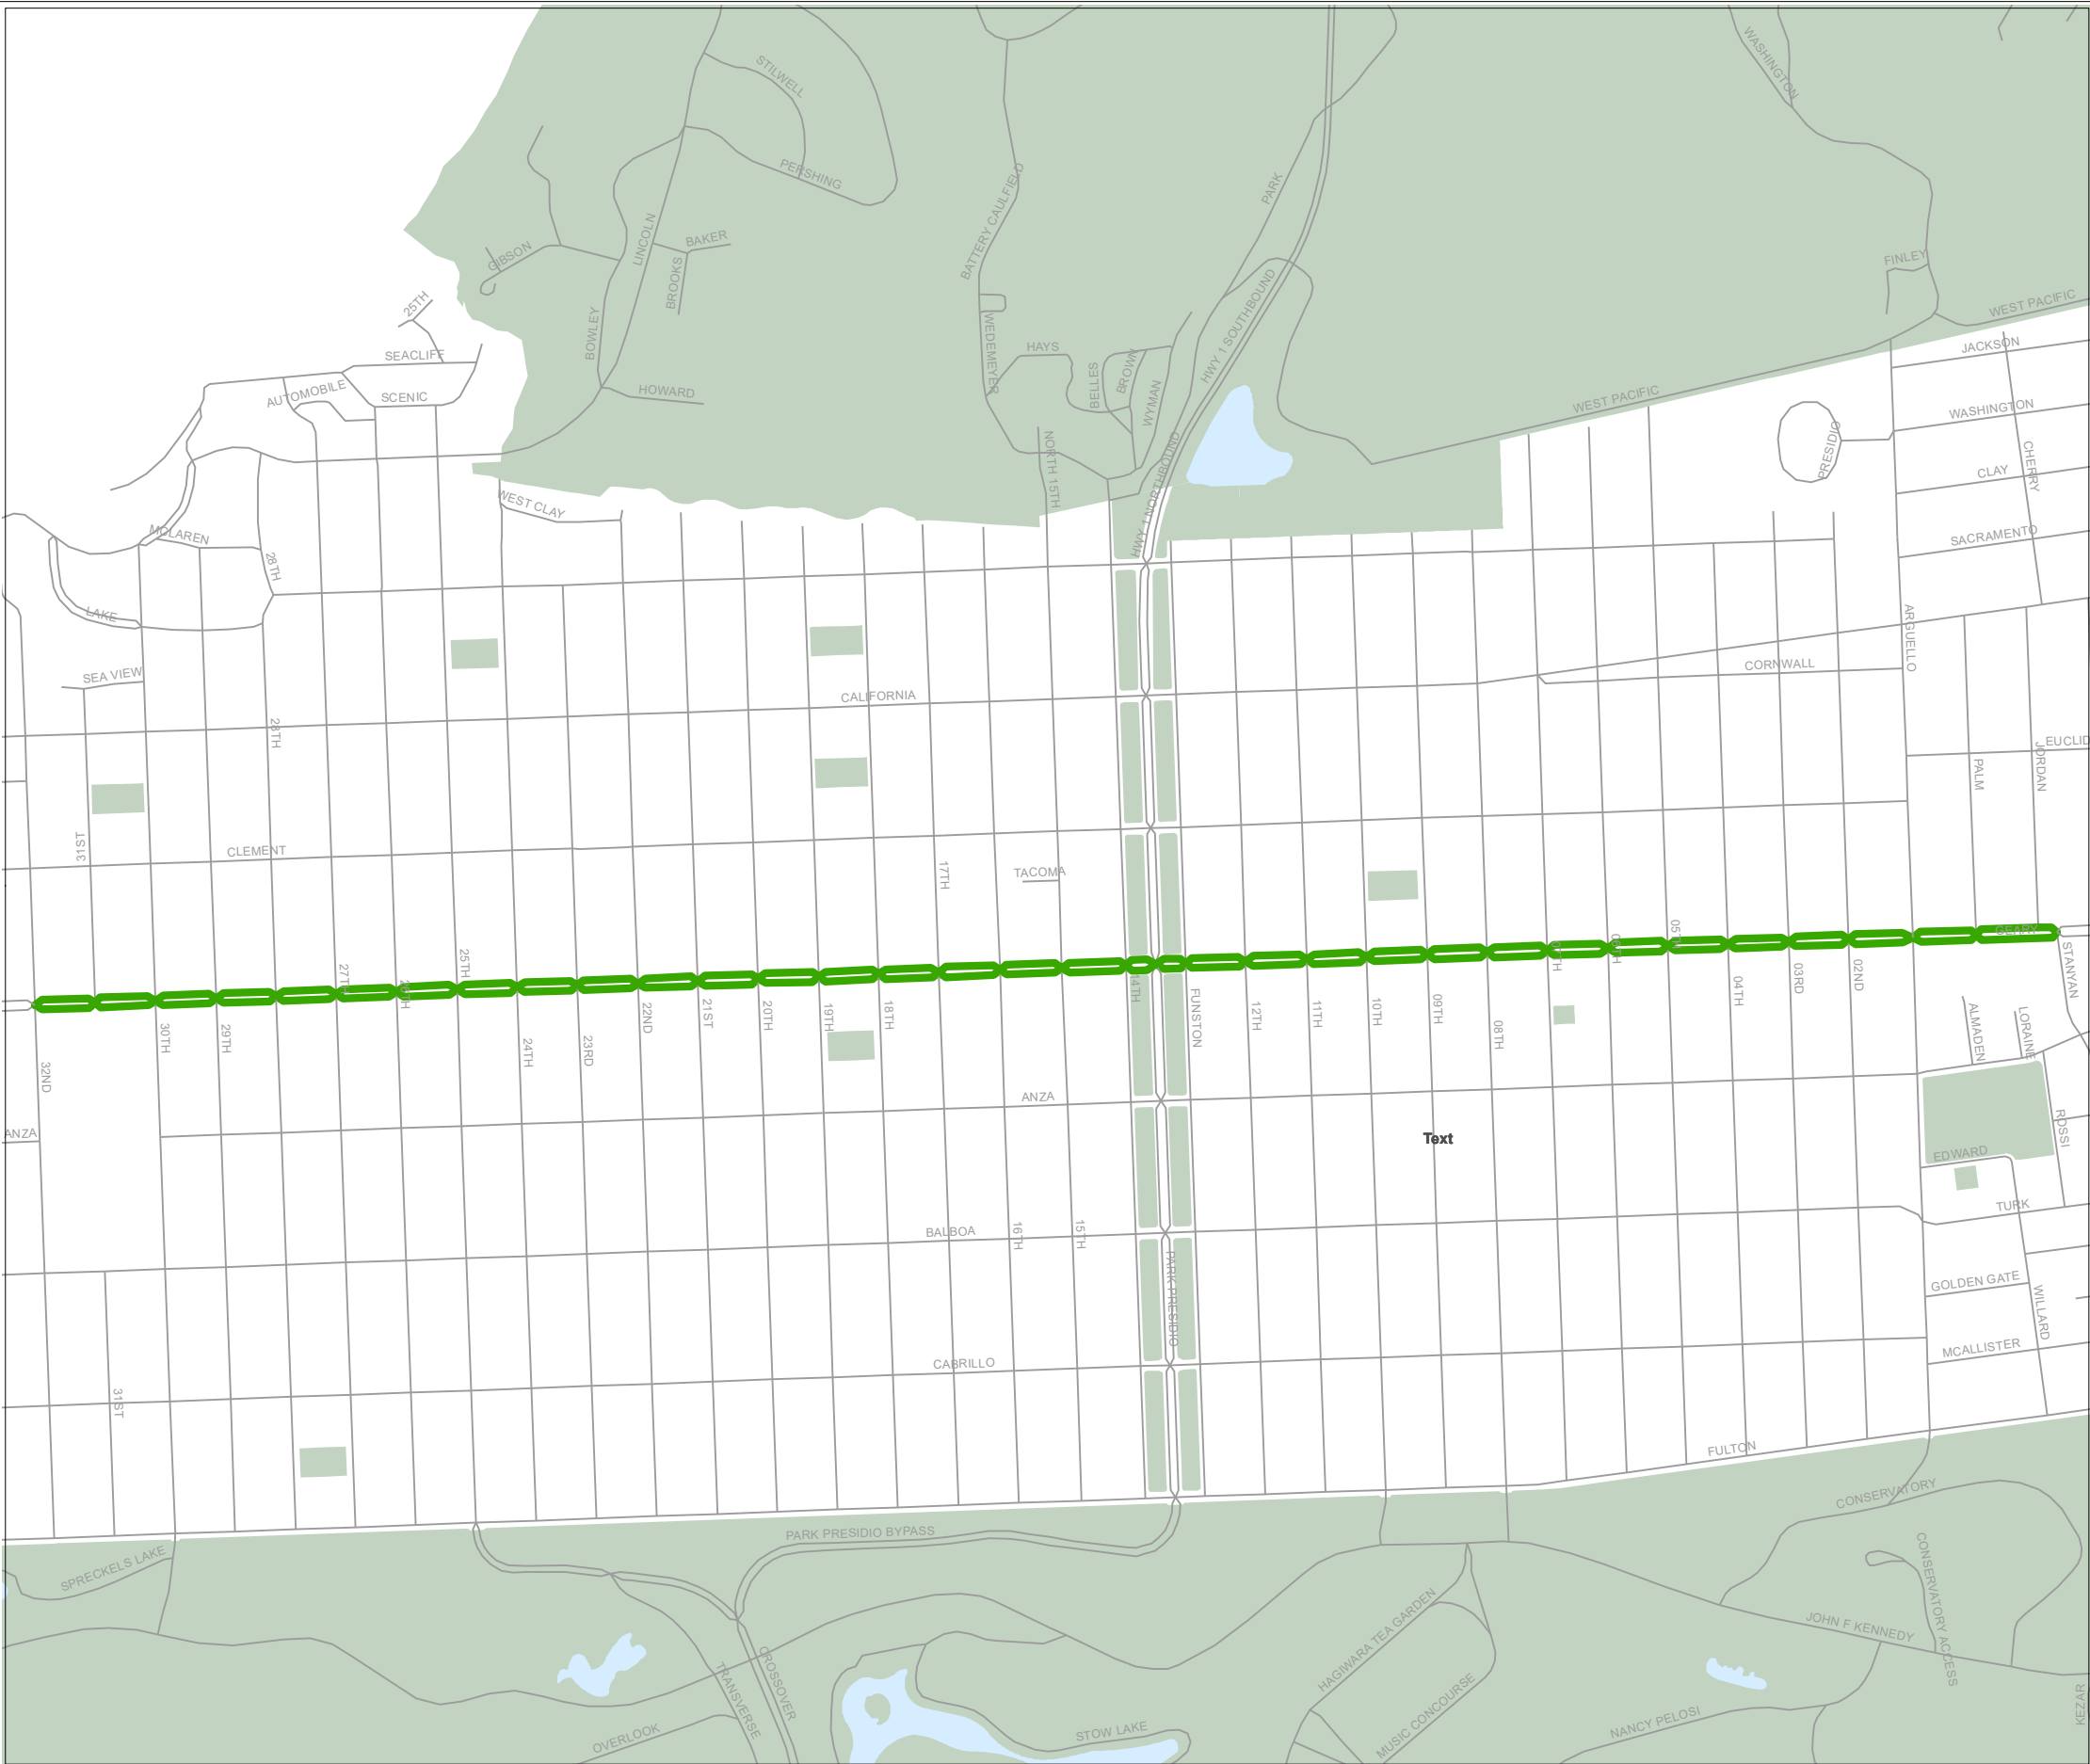 WASHINGTON
STILWELL
PERSHING
BATTERY CAULFIELD
PARK
LINCOLN
BAKER
GIBSON
BROOKS
FINLEY
WEST PACIFIC
25TH
HWY 1 SOUTHBOUND
BOWLEY
WEDEMEYER
HAYS
JACKSON
SEACLIFF
AUTOMOBILE
SCENIC
HOWARD
BELLES
BROWN
WYMAN
WEST PACIFIC
WASHINGTON
PRESIDIO
CHERRY
CLAY
NORTH 15TH
HWY 1 NORTHBOUND
WEST CLAY
MCLAREN
SACRAMENTO
28TH
LAKE
ARGUELLO
SEA VIEW
CALIFORNIA
CORNWALL
28TH
EUCLID
PALM
JORDAN
31ST
CLEMENT
17TH
TACOMA
GEARY
25TH
27TH
26TH
14TH
07TH
06TH
05TH
04TH
03RD
02ND
STANYAN
30TH
29TH
22ND
21ST
20TH
19TH
18TH
FUNSTON
12TH
11TH
10TH
09TH
08TH
ALMADEN
LORAINE
32ND
24TH
23RD
ANZA
ANZA
Text
ROSSI
EDWARD
TURK
BALBOA
16TH
15TH
PARK PRESIDIO
GOLDEN GATE
WILLARD
MCALLISTER
CABRILLO
31ST
FULTON
CONSERVATORY
PARK PRESIDIO BYPASS
SPRECKELS LAKE
CONSERVATORY ACCESS
HAGIWARA TEA GARDEN
JOHN F KENNEDY
CROSSOVER
TRANSVERSE
MUSIC CONCOURSE
KEZAR
OVERLOOK
STOW LAKE
NANCY PELOSI